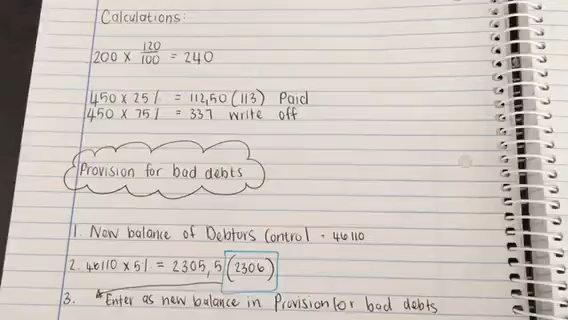 Calculations:
200 x 120/100 = 240
450 x 25% = 112,50 (113) Paid
450 x 75% = 337 write off
Provision for bad debts
1. New balance of Debtors Control - 46110
2. 46110 x 5% = 2305,5 (2306)
3. *Enter as new balance in Provision for bad debts